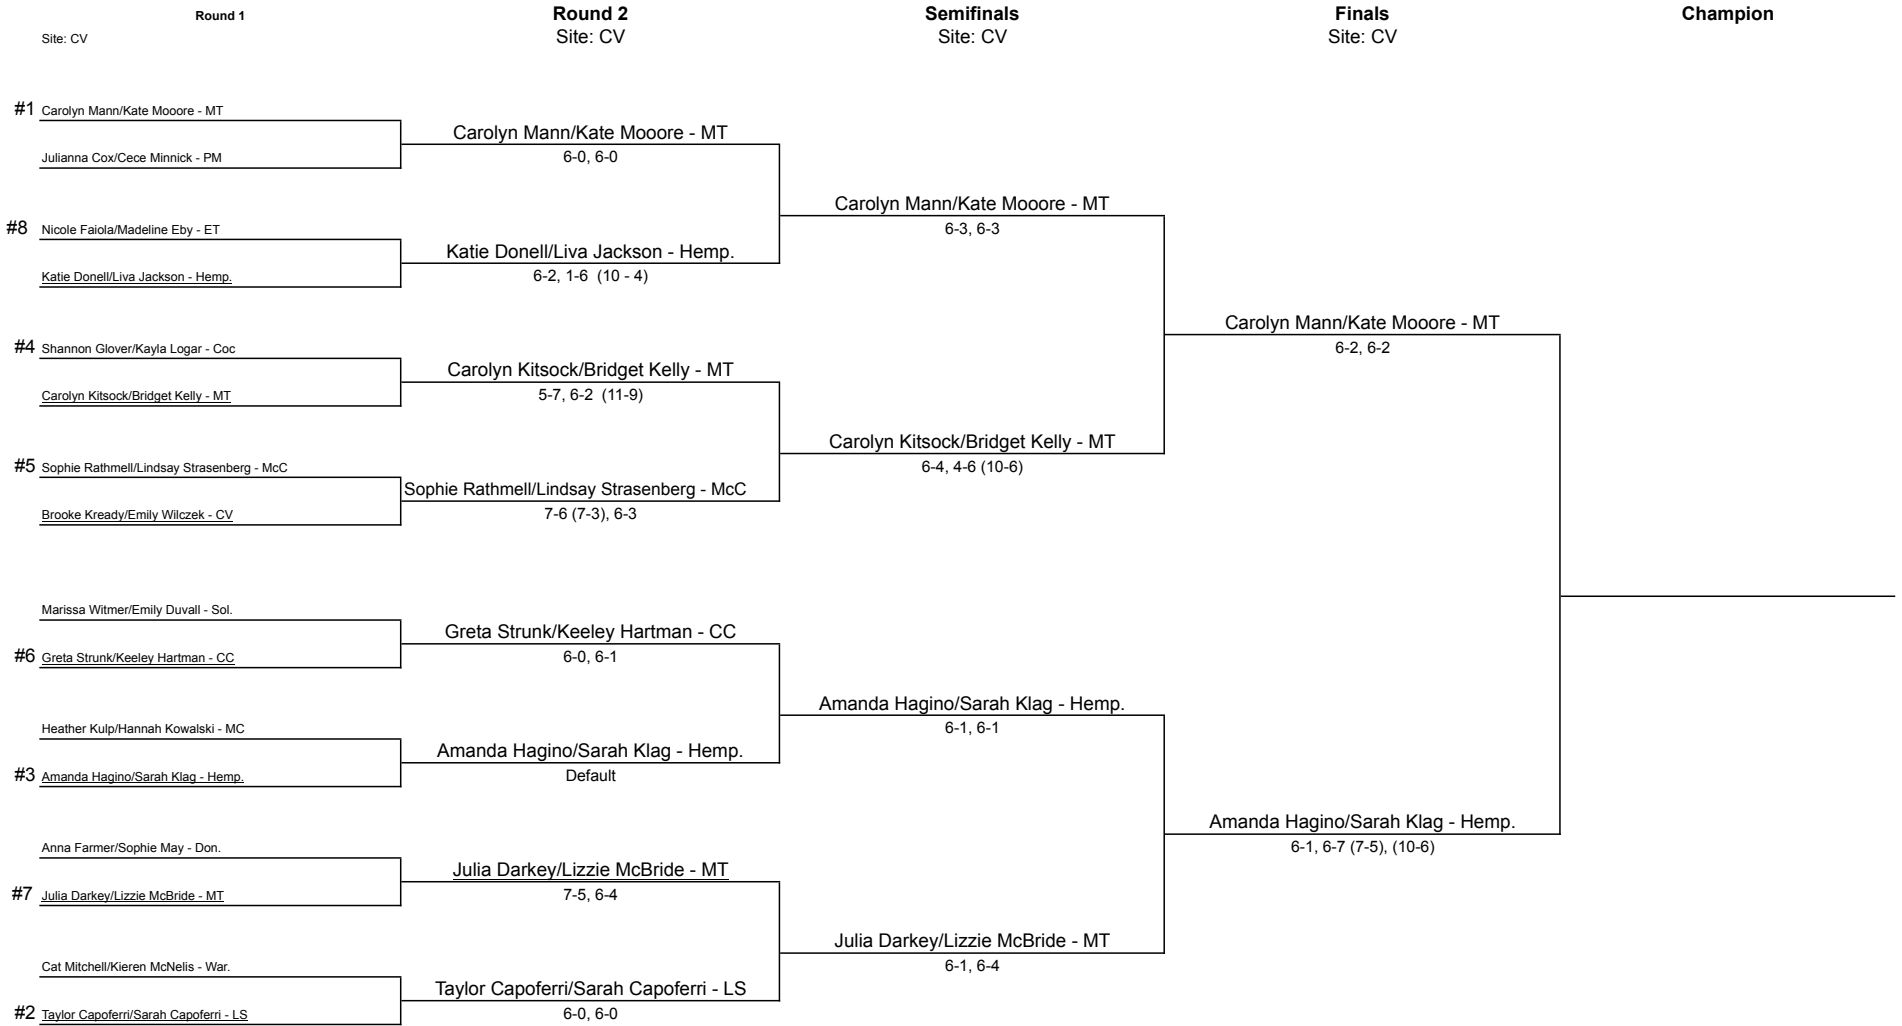 Round 1
Round 2
Semifinals
Finals
Champion
Site: CV
Site: CV
Site: CV
Site: CV
#1 Carolyn Mann/Kate Mooore - MT
Julianna Cox/Cece Minnick - PM
#8 Nicole Faiola/Madeline Eby - ET
Katie Donell/Liva Jackson - Hemp.
#4 Shannon Glover/Kayla Logar - Coc
Carolyn Kitsock/Bridget Kelly - MT
#5 Sophie Rathmell/Lindsay Strasenberg - McC
Brooke Kready/Emily Wilczek - CV
Marissa Witmer/Emily Duvall - Sol.
#6 Greta Strunk/Keeley Hartman - CC
Heather Kulp/Hannah Kowalski - MC
#3 Amanda Hagino/Sarah Klag - Hemp.
Anna Farmer/Sophie May - Don.
#7 Julia Darkey/Lizzie McBride - MT
Cat Mitchell/Kieren McNelis - War.
#2 Taylor Capoferri/Sarah Capoferri - LS
Carolyn Mann/Kate Mooore - MT
6-0, 6-0
Katie Donell/Liva Jackson - Hemp.
6-2, 1-6 (10 - 4)
Carolyn Kitsock/Bridget Kelly - MT
5-7, 6-2 (11-9)
Sophie Rathmell/Lindsay Strasenberg - McC
7-6 (7-3), 6-3
Greta Strunk/Keeley Hartman - CC
6-0, 6-1
Amanda Hagino/Sarah Klag - Hemp.
Default
Julia Darkey/Lizzie McBride - MT
7-5, 6-4
Taylor Capoferri/Sarah Capoferri - LS
6-0, 6-0
Carolyn Mann/Kate Mooore - MT
6-3, 6-3
Carolyn Kitsock/Bridget Kelly - MT
6-4, 4-6 (10-6)
Amanda Hagino/Sarah Klag - Hemp.
6-1, 6-1
Julia Darkey/Lizzie McBride - MT
6-1, 6-4
Carolyn Mann/Kate Mooore - MT
6-2, 6-2
Amanda Hagino/Sarah Klag - Hemp.
6-1, 6-7 (7-5), (10-6)